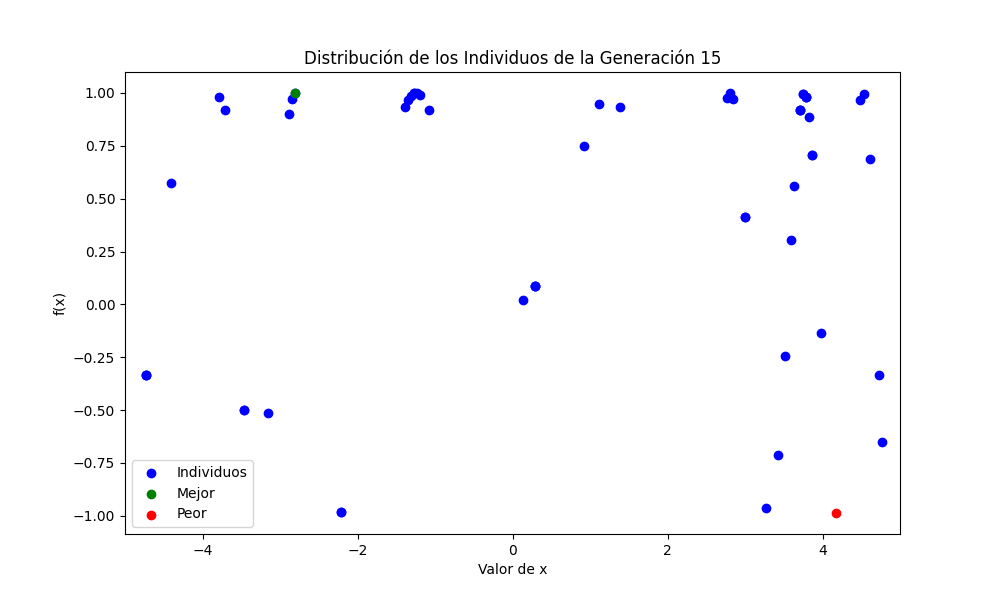 Distribución de los Individuos de la Generación 15
f(x)
1.00
0.75
0.50
0.25
0.00
−0.25
−0.50
−0.75
−1.00
Individuos
Mejor
Peor
−4
−2
0
2
4
Valor de x